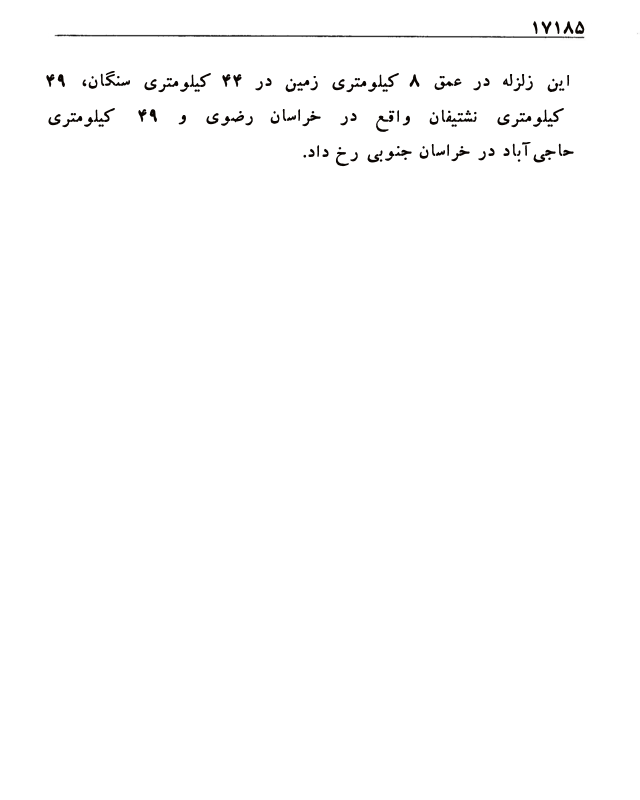 ۱۷۱۸۵
این زلزله در عمق ۸ کیلومتری زمین در ۴۴ کیلومتری سنگان، ۴۹
کیلومتری نشتیفان واقع در خراسان رضوی و ۴۹ کیلومتری
حاجی‌آباد در خراسان جنوبی رخ داد.